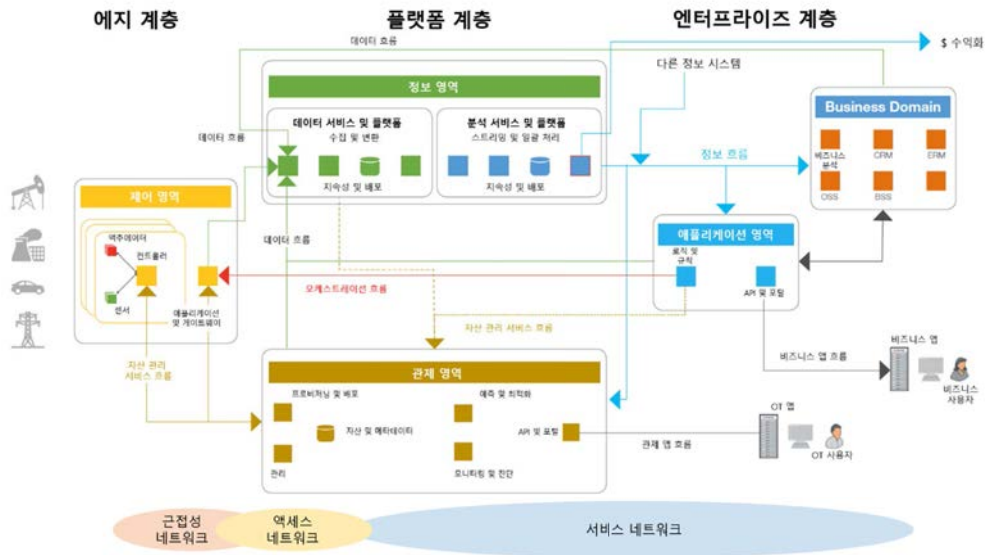 에지 계층
플랫폼 계층
엔터프라이즈 계층
데이터 흐름
$ 수익화
다른 정보 시스템
정보 영역
Business Domain
데이터 서비스 및 플랫폼
수집 및 변환
분석 서비스 및 플랫폼
스트리밍 및 일괄 처리
데이터 흐름
정보 흐름
비즈니스
분석
CRM
ERM
지속성 및 배포
지속성 및 배포
OSS
BSS
제어 영역
액추에이터
컨트롤러
센서
애플리케이션
및 게이트웨이
데이터 흐름
애플리케이션 영역
로직 및
규칙
API 및 포털
오케스트레이션 흐름
자산 관리 서비스 흐름
자산 관리
서비스 흐름
비즈니스 앱 흐름
비즈니스 앱
비즈니스
사용자
관제 영역
프로비저닝 및 배포
예측 및 최적화
자산 및 메타데이터
API 및 포털
관리
모니터링 및 진단
관제 앱 흐름
OT 앱
OT 사용자
근접성
네트워크
액세스
네트워크
서비스 네트워크